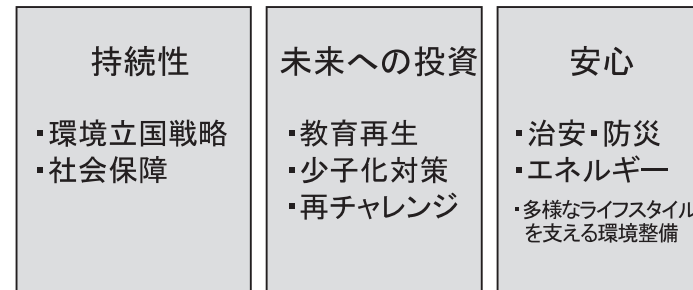 持続性
・環境立国戦略
・社会保障
未来への投資
・教育再生
・少子化対策
・再チャレンジ
安心
・治安・防災
・エネルギー
・多様なライフスタイル
を支える環境整備